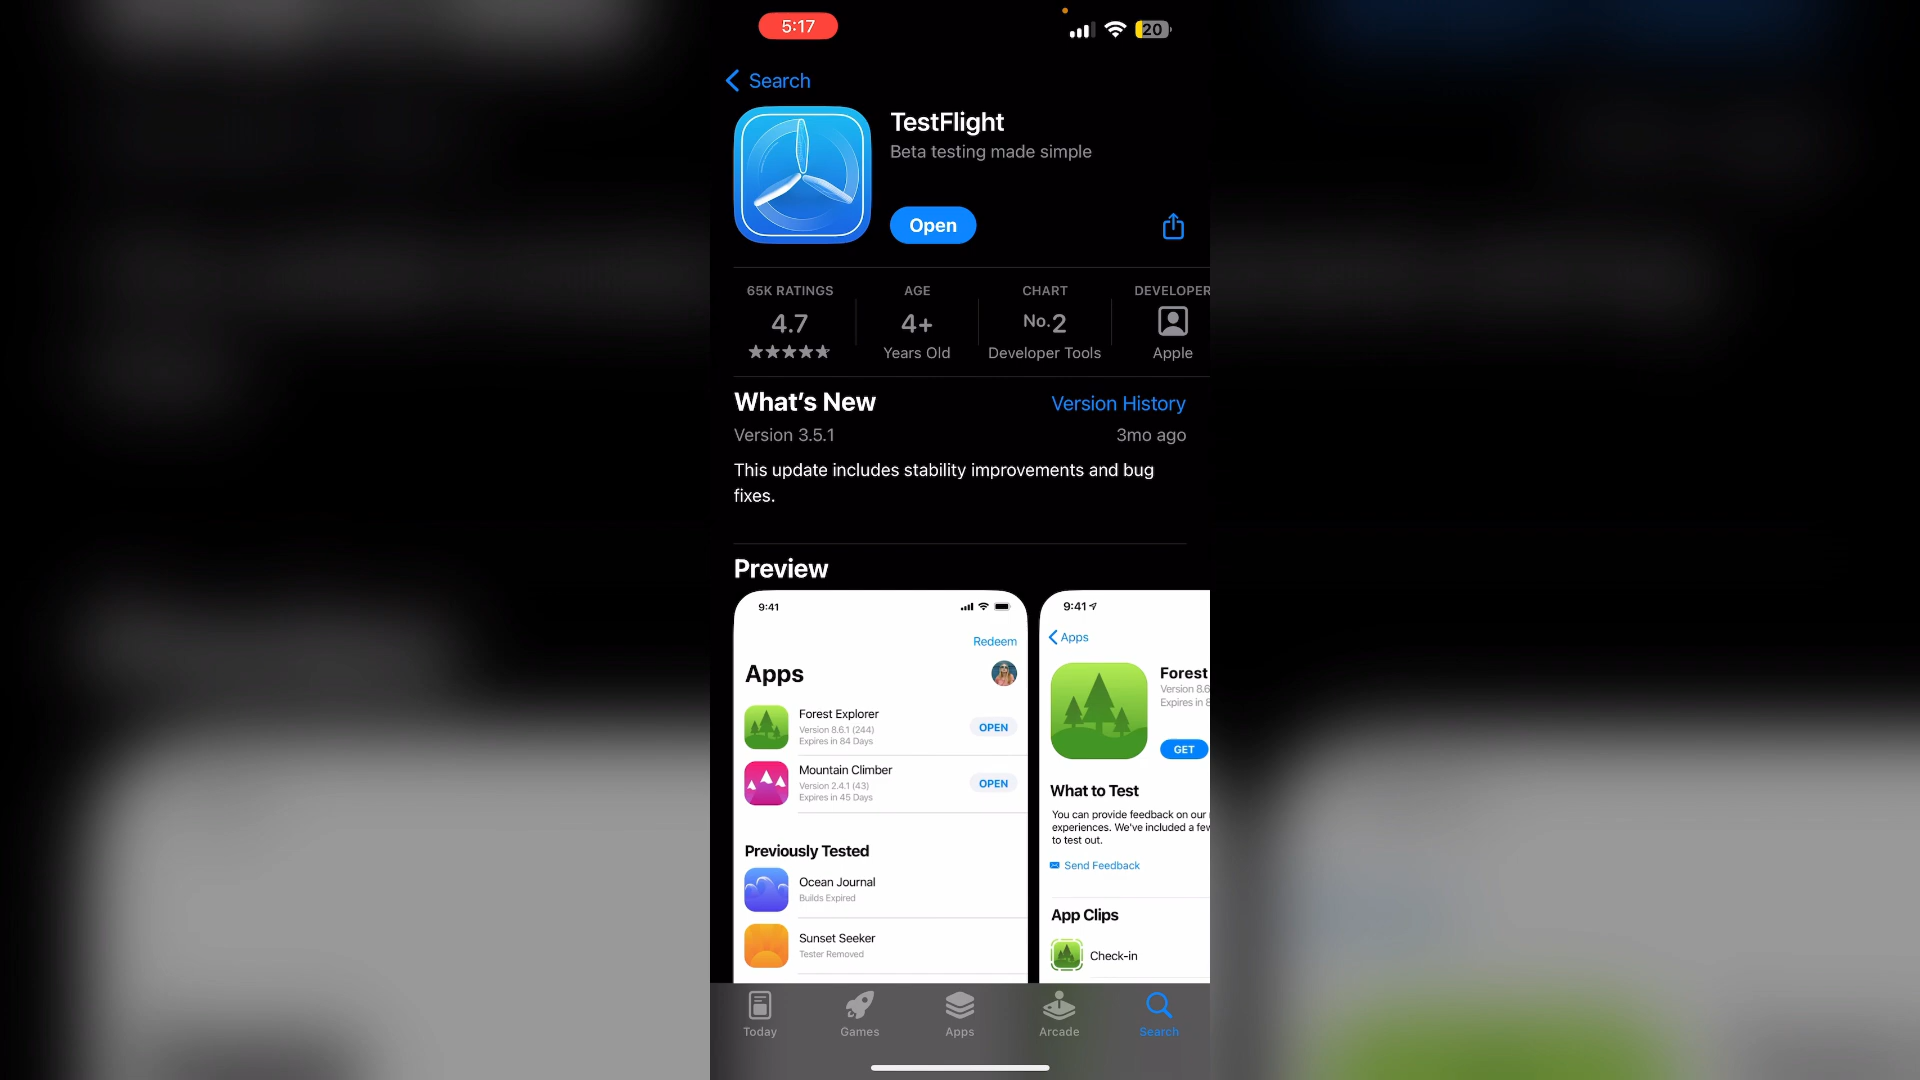 5:17
20
Search
TestFlight
Beta testing made simple
Open
65K RATINGS
4.7
AGE
4+
Years Old
CHART
No.2
Developer Tools
DEVELOPER
Apple
What's New
Version History
Version 3.5.1
3mo ago
This update includes stability improvements and bug
fixes.
Preview
9:41
Redeem
Apps
Forest Explorer
Version 8.6.1 (244)
Expires in 84 Days
OPEN
Mountain Climber
Version 2.4.1 (43)
Expires in 45 Days
OPEN
Previously Tested
Ocean Journal
Builds Expired
Sunset Seeker
Tester Removed
9:41
Apps
Forest
Version 8.6
Expires in 8
GET
What to Test
You can provide feedback on our
experiences. We've included a few
to test out.
Send Feedback
App Clips
Check-in
Today
Games
Apps
Arcade
Search